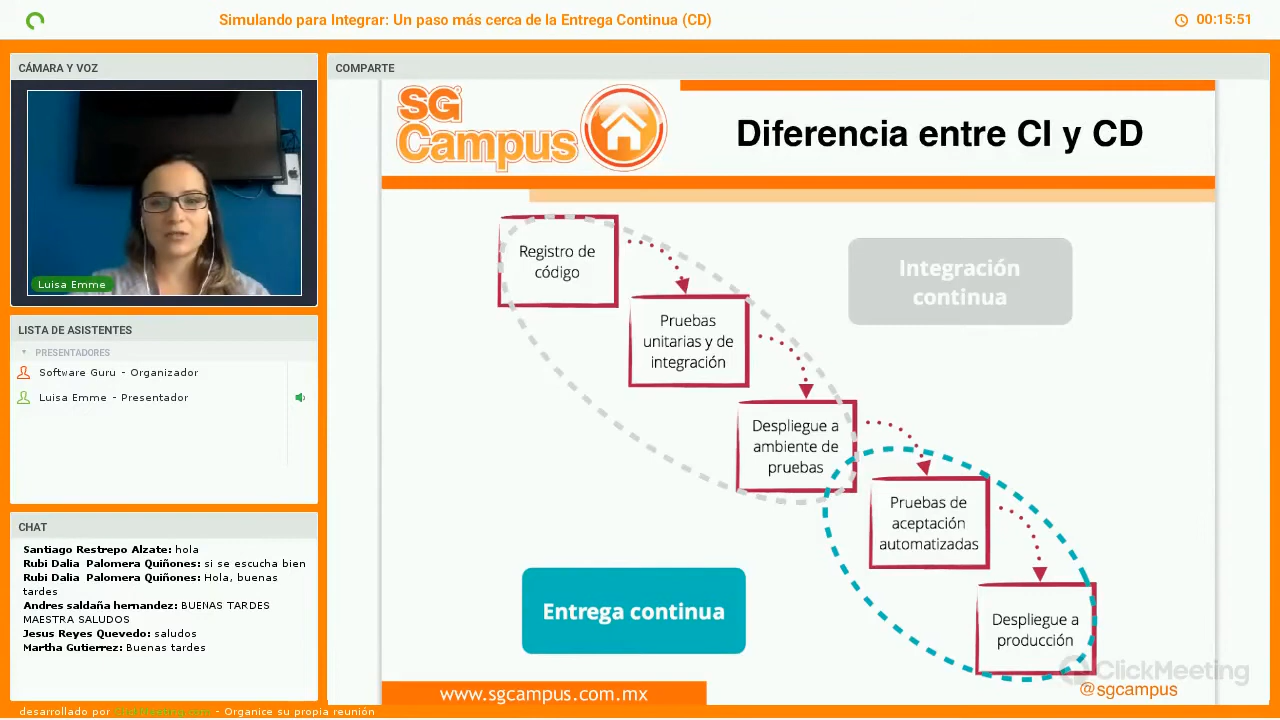 Simulando para Integrar: Un paso más cerca de la Entrega Continua (CD)
00:15:51
CÁMARA Y VOZ
Luisa Emme
LISTA DE ASISTENTES
PRESENTADORES
Software Guru - Organizador
Luisa Emme - Presentador
CHAT
Santiago Restrepo Alzate: hola
Rubi Dalia Palomera Quiñones: si se escucha bien
Rubi Dalia Palomera Quiñones: Hola, buenas
tardes
Andres saldaña hernandez: BUENAS TARDES
MAESTRA SALUDOS
Jesus Reyes Quevedo: saludos
Martha Gutierrez: Buenas tardes
COMPARTE
SG
Campus
Diferencia entre CI y CD
Registro de
código
Integración
continua
Pruebas
unitarias y de
integración
Despliegue a
ambiente de
pruebas
Pruebas de
aceptación
automatizadas
Entrega continua
Despliegue a
producción
ClickMeeting
www.sgcampus.com.mx
@sgcampus
desarrollado por ClickMeeting.com - Organice su propia reunión